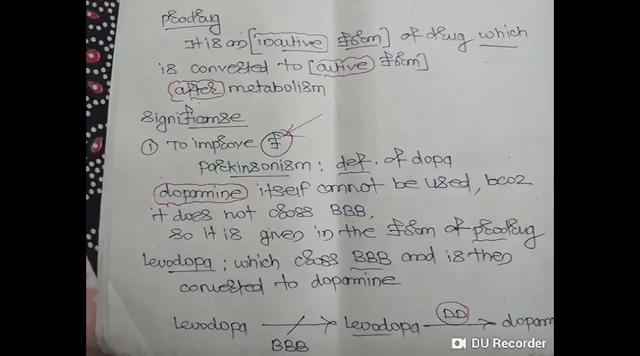 prodrug
It is an [inactive form] of drug which
is converted to [active form]
after metabolism
Significanse
① To improve F
Parkinsonism : def. of dopa
dopamine itself cannot be used, bcoz
it does not cross BBB.
So it is given in the form of prodrug
Levodopa ; which cross BBB and is then
converted to dopamine
Levodopa → Levodopa → dopam
DD
BBB
DU Recorder